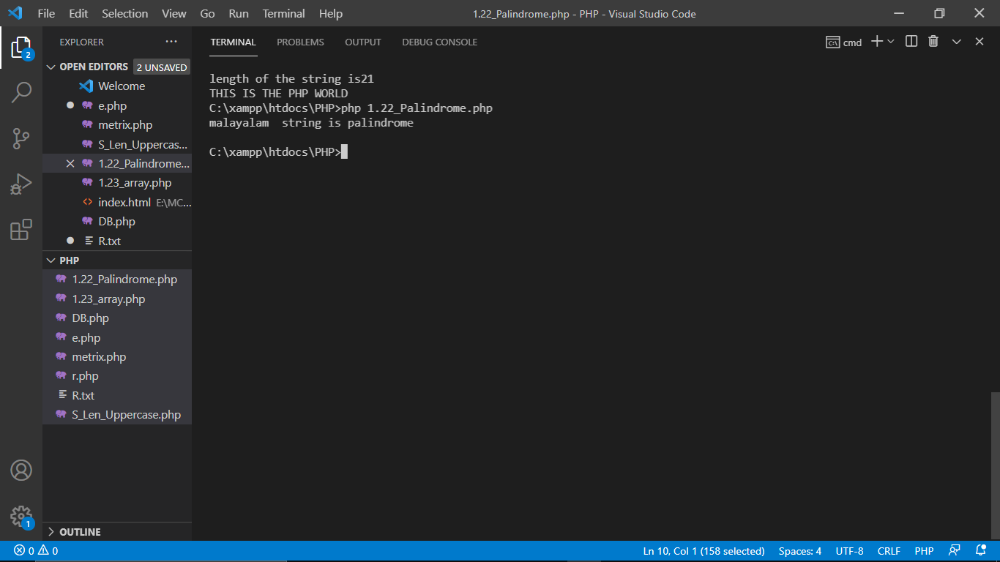 File Edit Selection View Go Run Terminal Help 1.22_Palindrome.php - PHP - Visual Studio Code
2
1
EXPLORER ...
OPEN EDITORS 2 UNSAVED
Welcome
e.php
metrix.php
S_Len_Uppercas...
1.22_Palindrome...
1.23_array.php
index.html E:\MC...
DB.php
R.txt
PHP
1.22_Palindrome.php
1.23_array.php
DB.php
e.php
metrix.php
r.php
R.txt
S_Len_Uppercase.php
OUTLINE
TERMINAL PROBLEMS OUTPUT DEBUG CONSOLE cmd
length of the string is21
THIS IS THE PHP WORLD
C:\xampp\htdocs\PHP>php 1.22_Palindrome.php
malayalam  string is palindrome
C:\xampp\htdocs\PHP>
0 0 Ln 10, Col 1 (158 selected) Spaces: 4 UTF-8 CRLF PHP